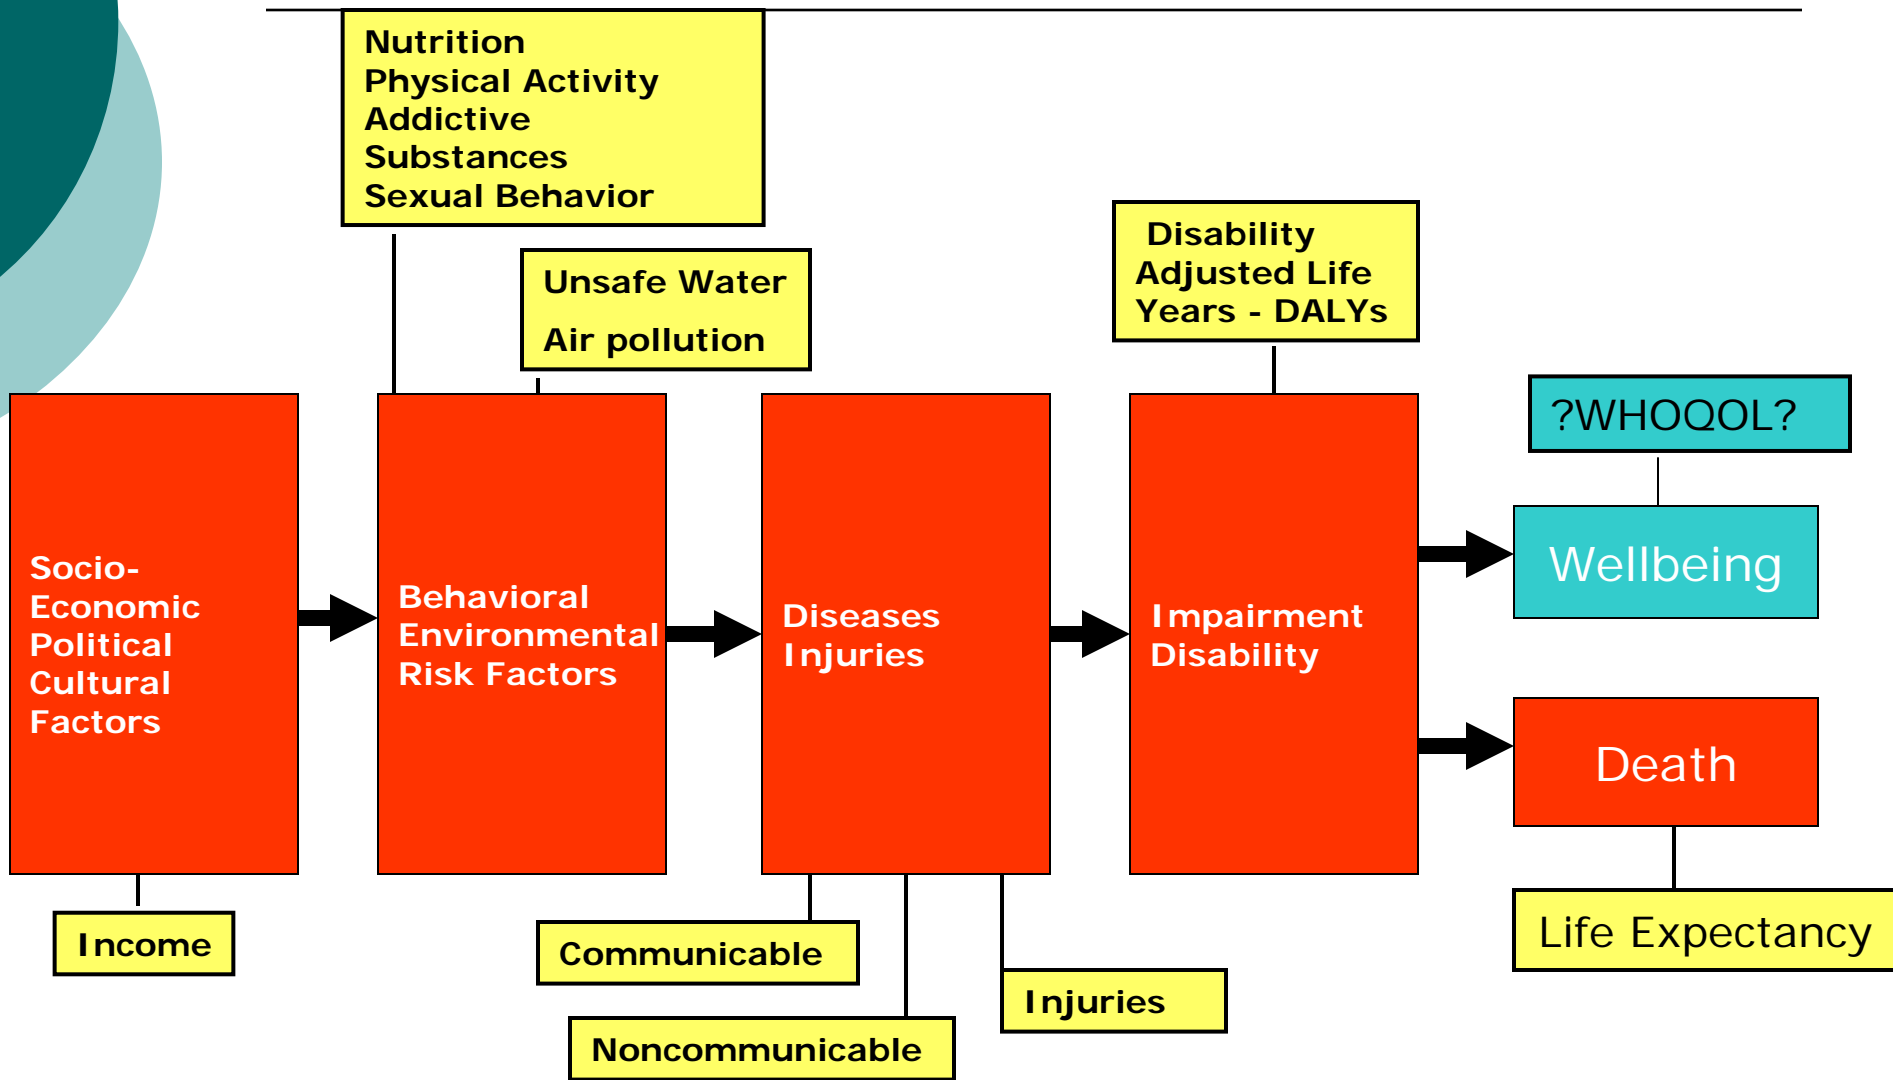 Nutrition
Physical Activity
Addictive
Substances
Sexual Behavior
Unsafe Water
Air pollution
Disability
Adjusted Life
Years - DALYs
?WHOQOL?
Socio-
Economic
Political
Cultural
Factors
Behavioral
Environmental
Risk Factors
Diseases
Injuries
Impairment
Disability
Wellbeing
Death
Income
Communicable
Noncommunicable
Injuries
Life Expectancy